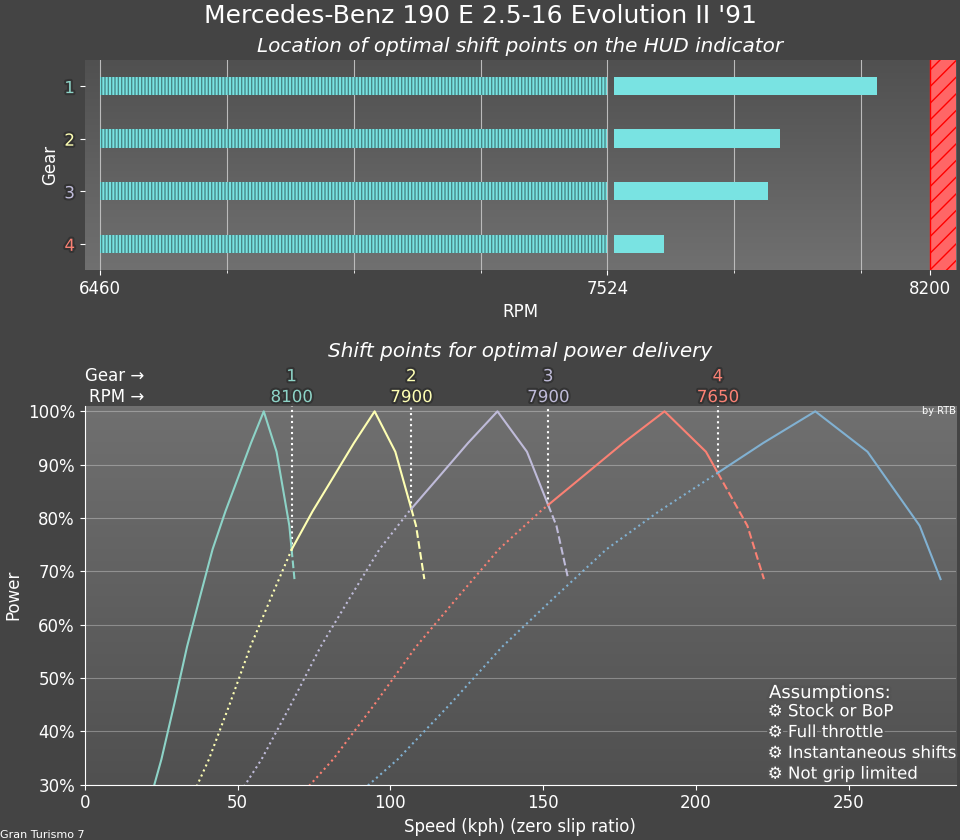 Mercedes-Benz 190 E 2.5-16 Evolution II '91
Location of optimal shift points on the HUD indicator
Gear
1
2
3
4
6460 7524 8200
RPM
Shift points for optimal power delivery
Gear → 1 2 3 4
RPM → 8100 7900 7900 7650
by RTB
Power
100%
90%
80%
70%
60%
50%
40%
30%
Assumptions:
⚙ Stock or BoP
⚙ Full throttle
⚙ Instantaneous shifts
⚙ Not grip limited
0 50 100 150 200 250
Speed (kph) (zero slip ratio)
Gran Turismo 7